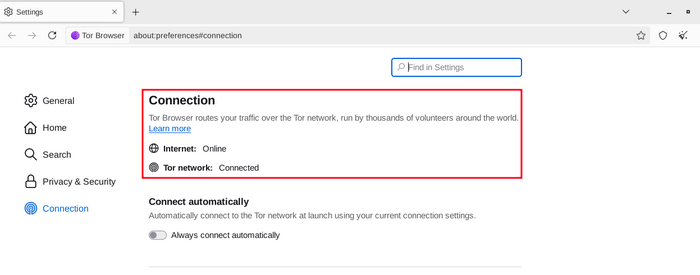 Settings
Tor Browser
about:preferences#connection
Find in Settings
General
Home
Search
Privacy & Security
Connection
Connection
Tor Browser routes your traffic over the Tor network, run by thousands of volunteers around the world.
Learn more
Internet: Online
Tor network: Connected
Connect automatically
Automatically connect to the Tor network at launch using your current connection settings.
Always connect automatically